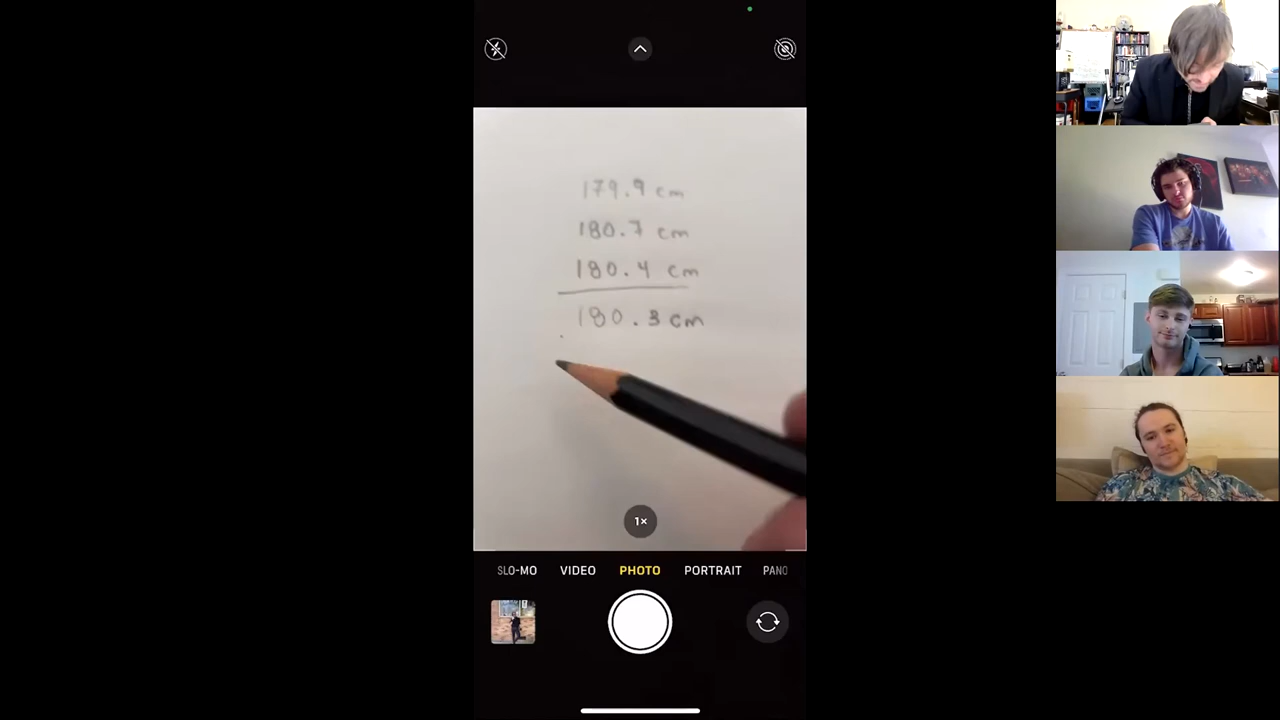 179.9 cm
180.7 cm
180.4 cm
180.3 cm
1×
SLO-MO VIDEO PHOTO PORTRAIT PANO